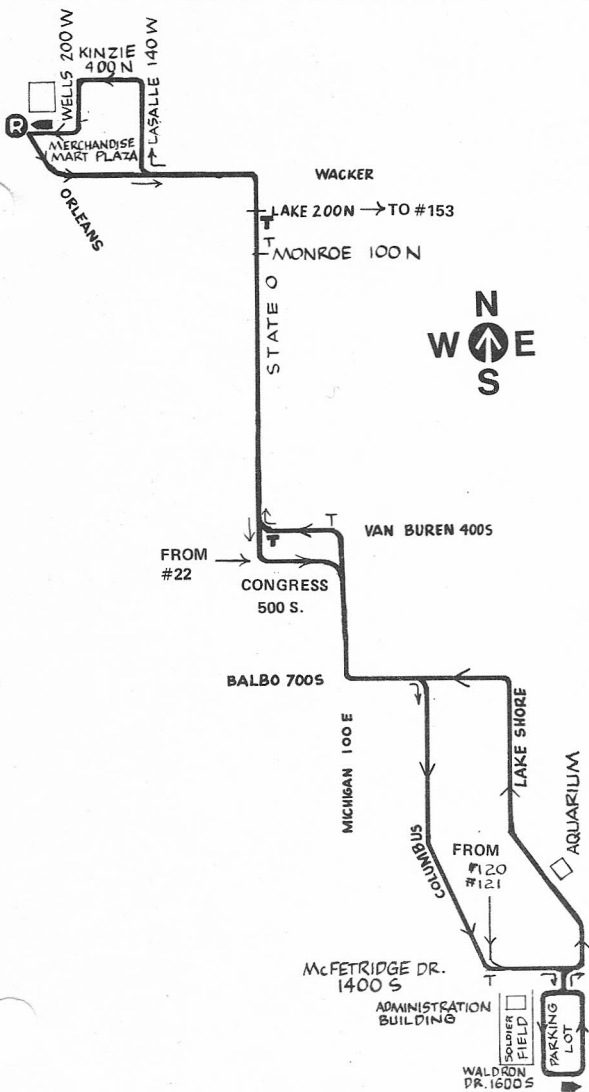 WELLS 200 W
KINZIE
400 N
LASALLE 140 W
R
MERCHANDISE
MART PLAZA
ORLEANS
WACKER
LAKE 200N → TO #153
T
T
MONROE 100 N
STATE O
N
W E
S
T
VAN BUREN 400S
T
FROM
#22
CONGRESS
500 S.
BALBO 700S
MICHIGAN 100 E
LAKE SHORE
AQUARIUM
COLUMBUS
FROM
#120
#121
McFETRIDGE DR.
1400 S
T
ADMINISTRATION
BUILDING
SOLDIER
FIELD
PARKING
LOT
WALDRON
DR. 1600 S